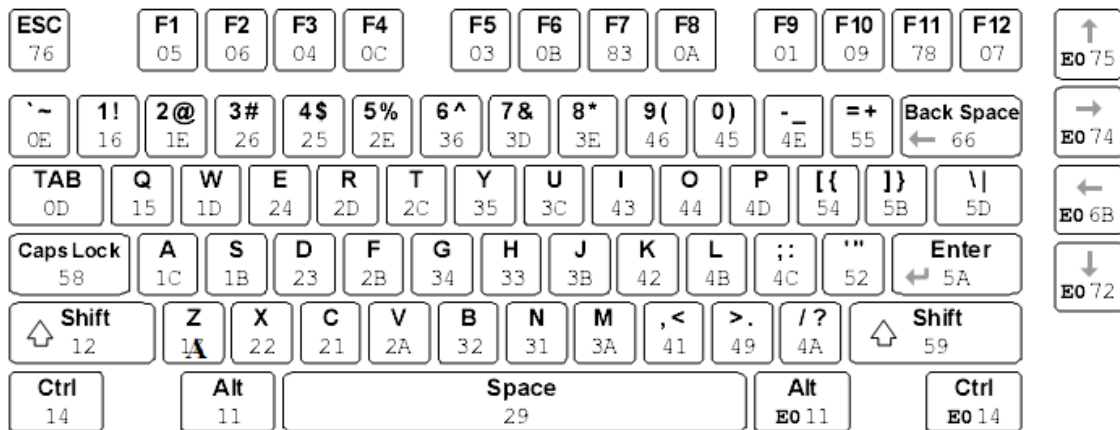 ESC F1 F2 F3 F4 F5 F6 F7 F8 F9 F10 F11 F12
76 05 06 04 0C 03 0B 83 0A 01 09 78 07 E0 75
`~ 1! 2@ 3# 4$ 5% 6^ 7& 8* 9( 0) -_ =+ Back Space
0E 16 1E 26 25 2E 36 3D 3E 46 45 4E 55 66 E0 74
TAB Q W E R T Y U I O P [{ ]} \|
0D 15 1D 24 2D 2C 35 3C 43 44 4D 54 5B 5D E0 6B
Caps Lock A S D F G H J K L ;: '" Enter
58 1C 1B 23 2B 34 33 3B 42 4B 4C 52 5A E0 72
Shift Z X C V B N M ,< >. /? Shift
12 1A 22 21 2A 32 31 3A 41 49 4A 59
Ctrl Alt Space Alt Ctrl
14 11 29 E0 11 E0 14